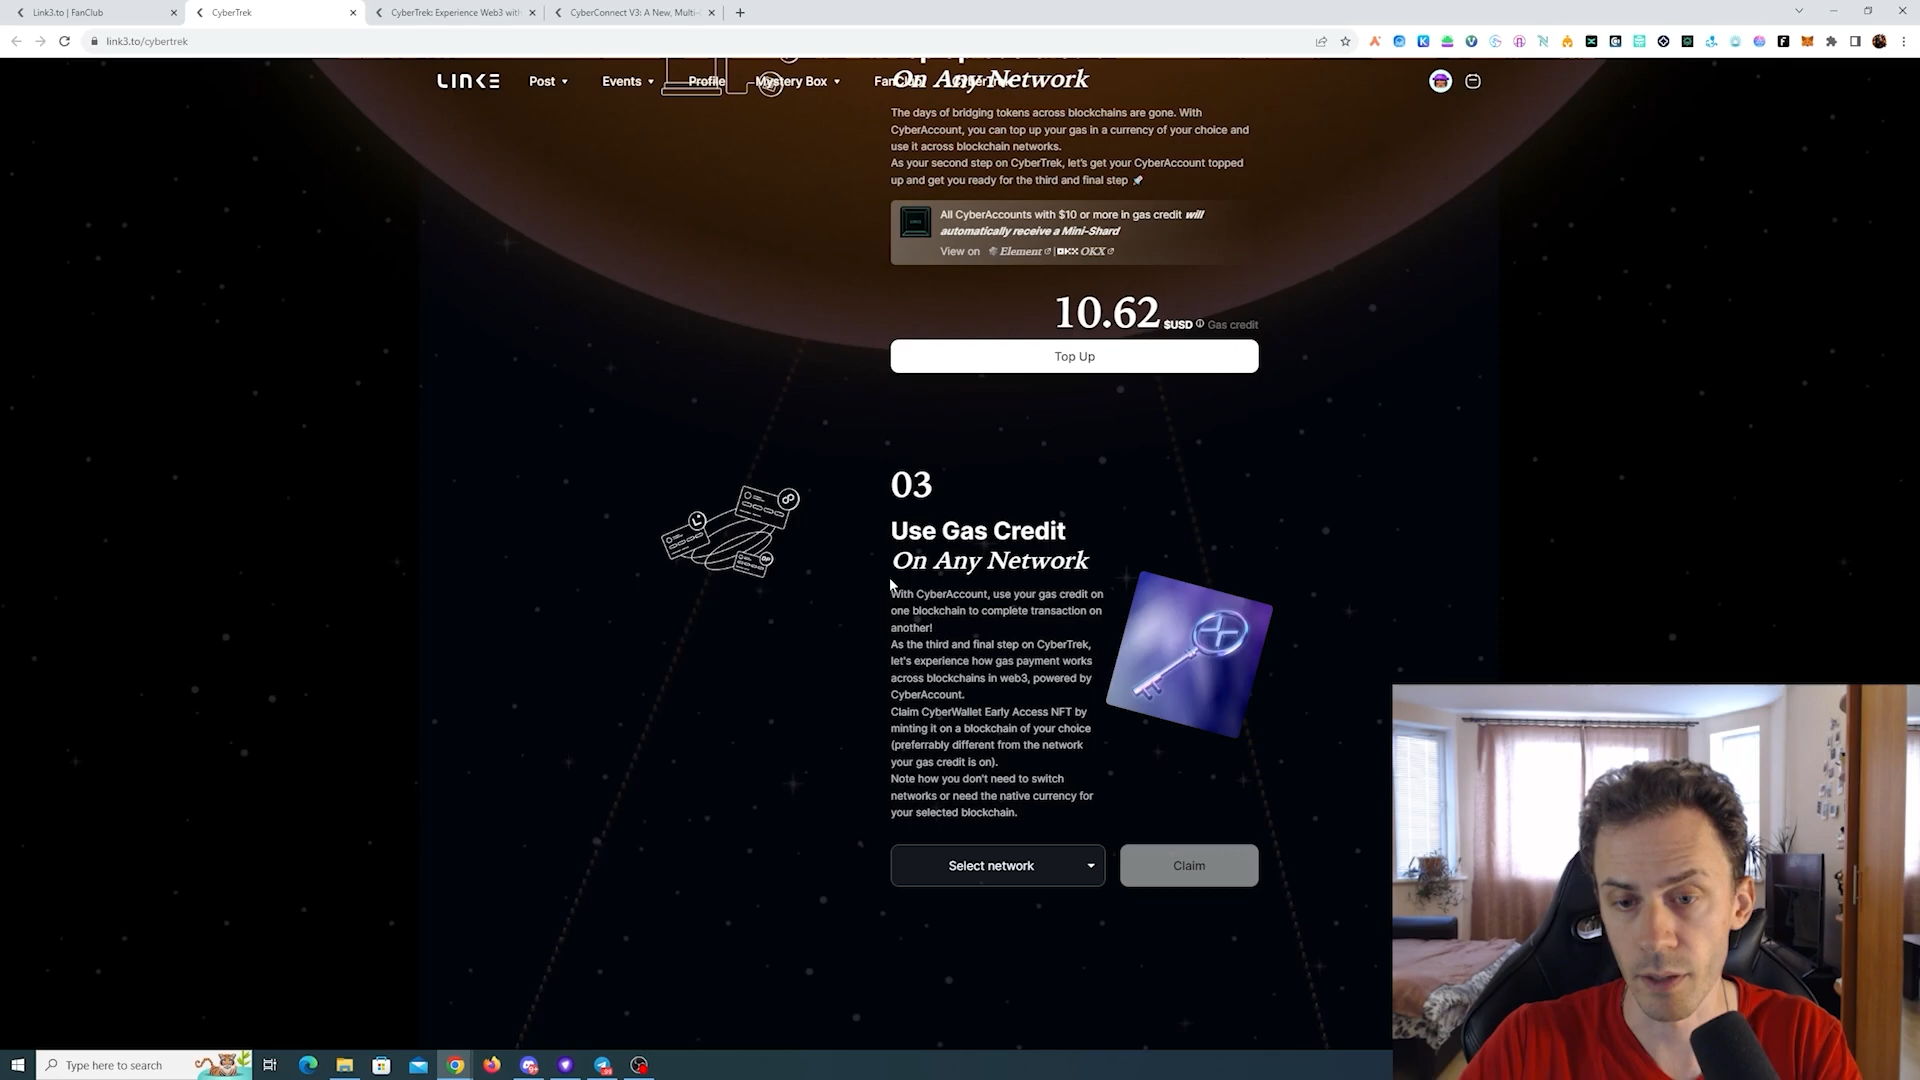 Link3.to | FanClub
CyberTrek
CyberTrek: Experience Web3 with
CyberConnect V3: A New, Multi-
link3.to/cybertrek
LINK3
Post
Events
Profile
Mystery Box
On Any Network
The days of bridging tokens across blockchains are gone. With
CyberAccount, you can top up your gas in a currency of your choice and
use it across blockchain networks.
As your second step on CyberTrek, let's get your CyberAccount topped
up and get you ready for the third and final step
All CyberAccounts with $10 or more in gas credit will
automatically receive a Mini-Shard
View on Element | OKX OKX
10.62 $USD Gas credit
Top Up
03
Use Gas Credit
On Any Network
With CyberAccount, use your gas credit on
one blockchain to complete transaction on
another!
As the third and final step on CyberTrek,
let's experience how gas payment works
across blockchains in web3, powered by
CyberAccount.
Claim CyberWallet Early Access NFT by
minting it on a blockchain of your choice
(preferrably different from the network
your gas credit is on).
Note how you don't need to switch
networks or need the native currency for
your selected blockchain.
Select network
Claim
Type here to search